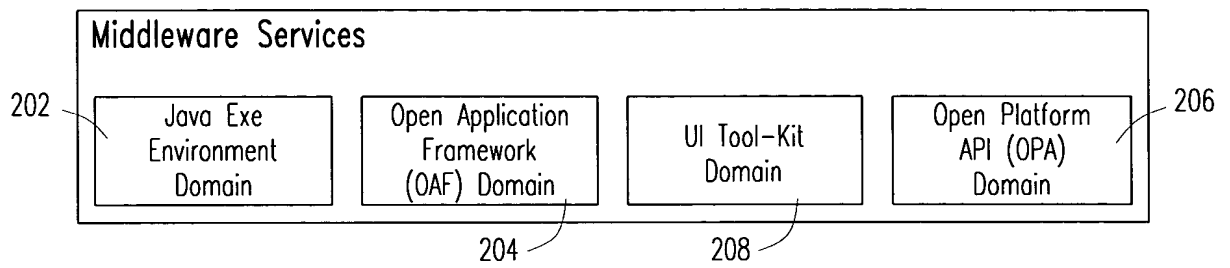 Middleware Services
202
Java Exe
Environment
Domain
Open Application
Framework
(OAF) Domain
204
UI Tool-Kit
Domain
208
Open Platform
API (OPA)
Domain
206